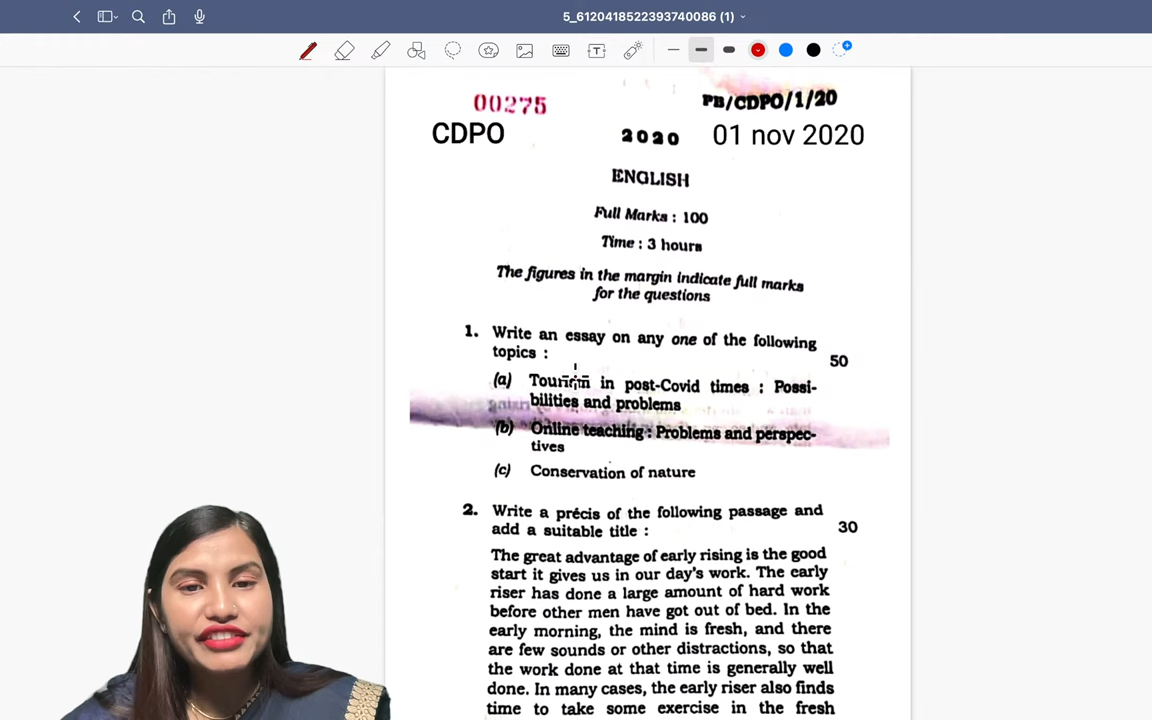 5_6120418522393740086 (1)
00275
PB/CDPO/1/20
CDPO
2020
01 nov 2020
ENGLISH
Full Marks : 100
Time : 3 hours
The figures in the margin indicate full marks
for the questions
1. Write an essay on any one of the following
topics :
50
(a) Tourism in post-Covid times : Possi-
bilities and problems
(b) Online teaching : Problems and perspec-
tives
(c) Conservation of nature
2. Write a précis of the following passage and
add a suitable title :
30
The great advantage of early rising is the good
start it gives us in our day's work. The early
riser has done a large amount of hard work
before other men have got out of bed. In the
early morning, the mind is fresh, and there
are few sounds or other distractions, so that
the work done at that time is generally well
done. In many cases, the early riser also finds
time to take some exercise in the fresh